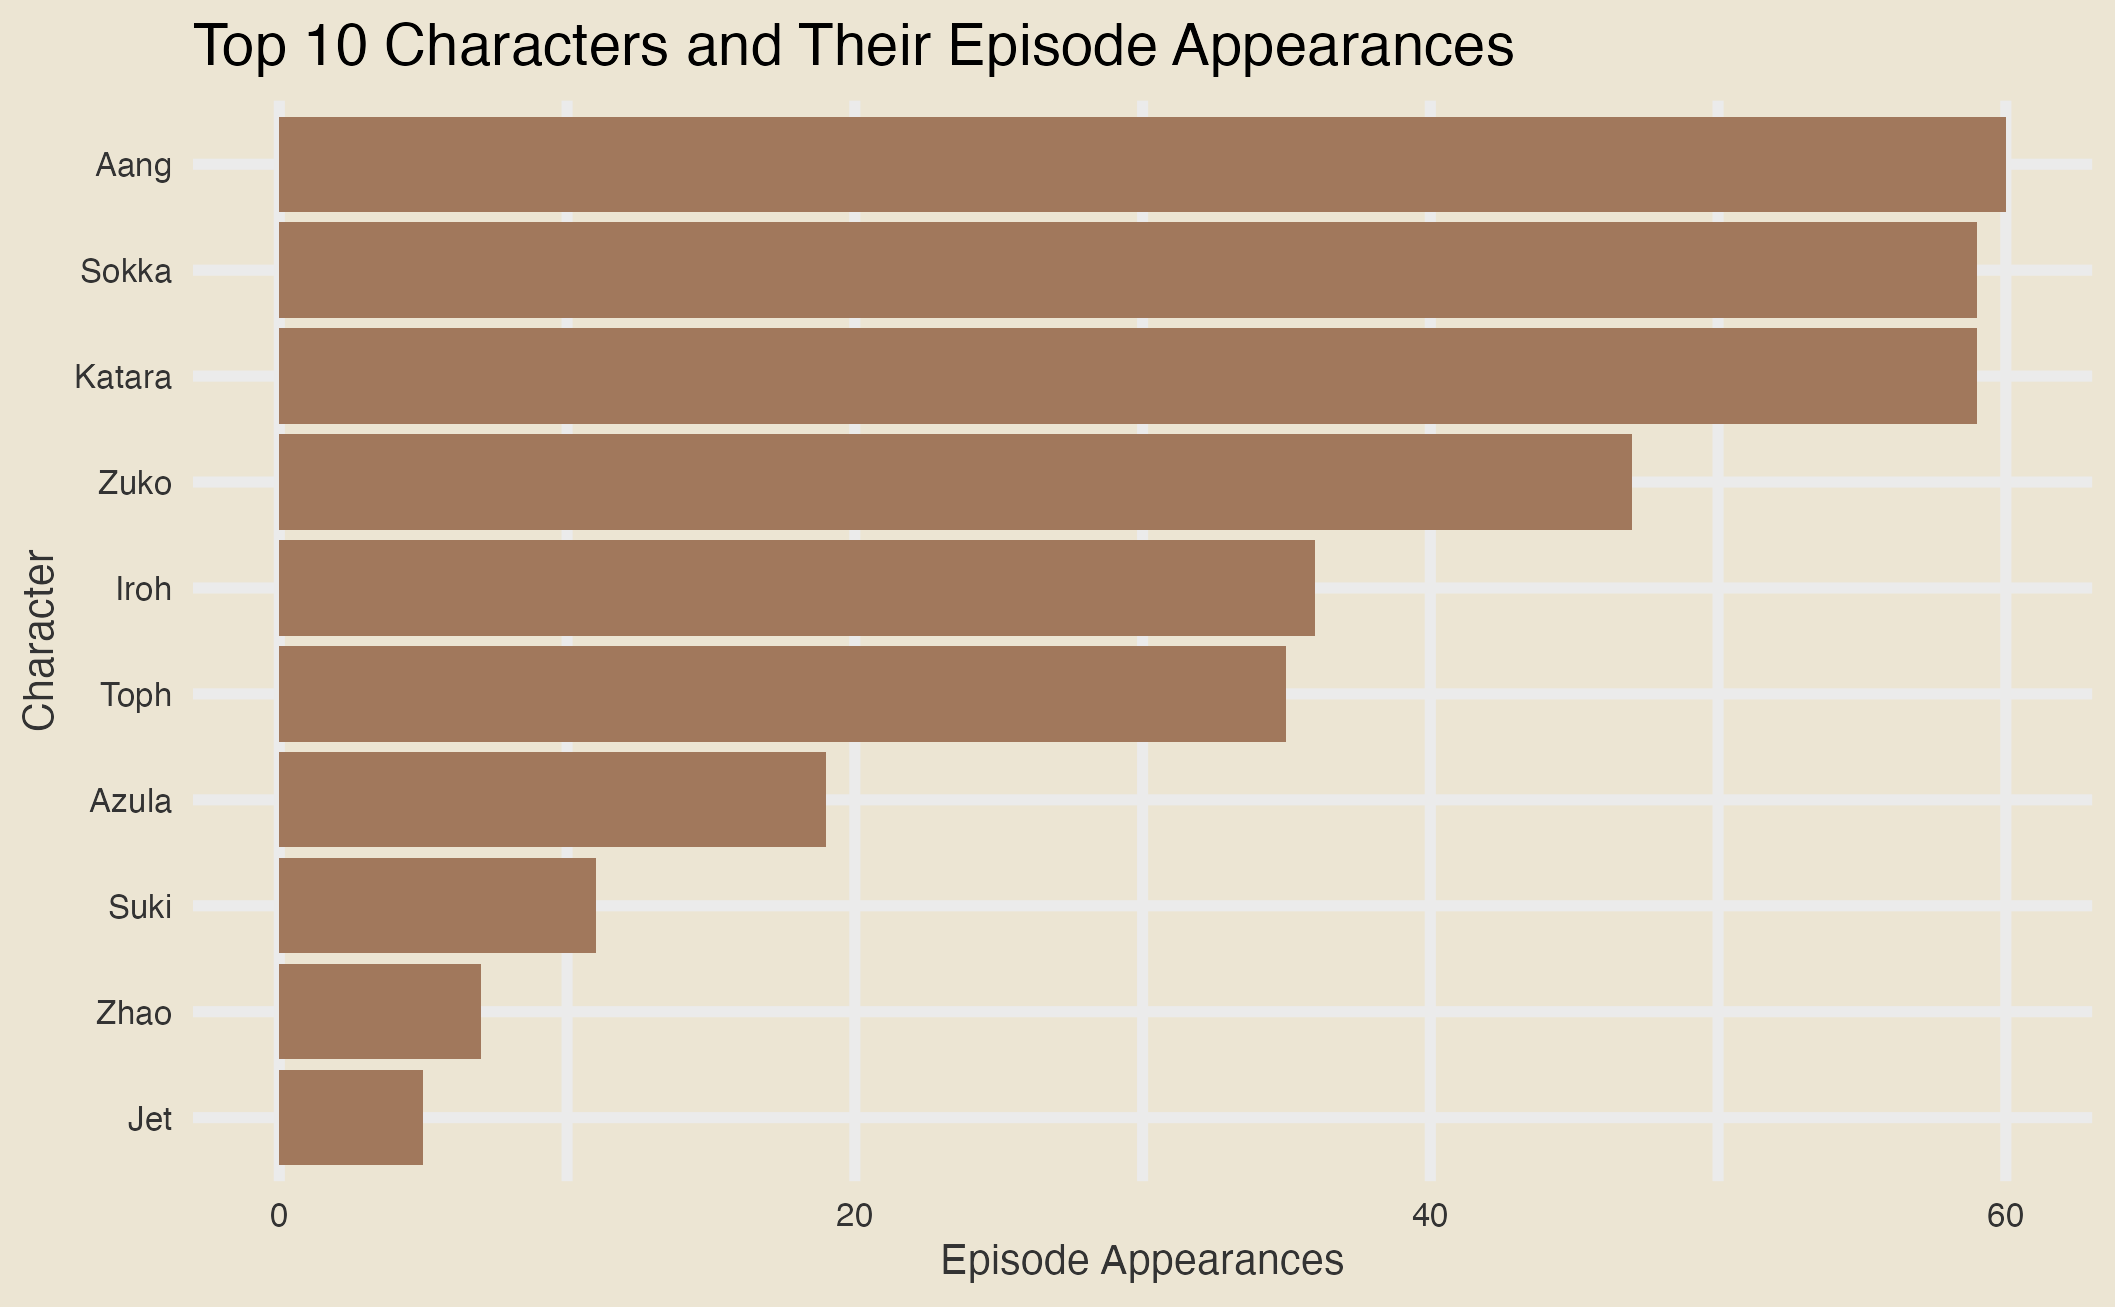 Top 10 Characters and Their Episode Appearances
Character
Aang
Sokka
Katara
Zuko
Iroh
Toph
Azula
Suki
Zhao
Jet
0 20 40 60
Episode Appearances